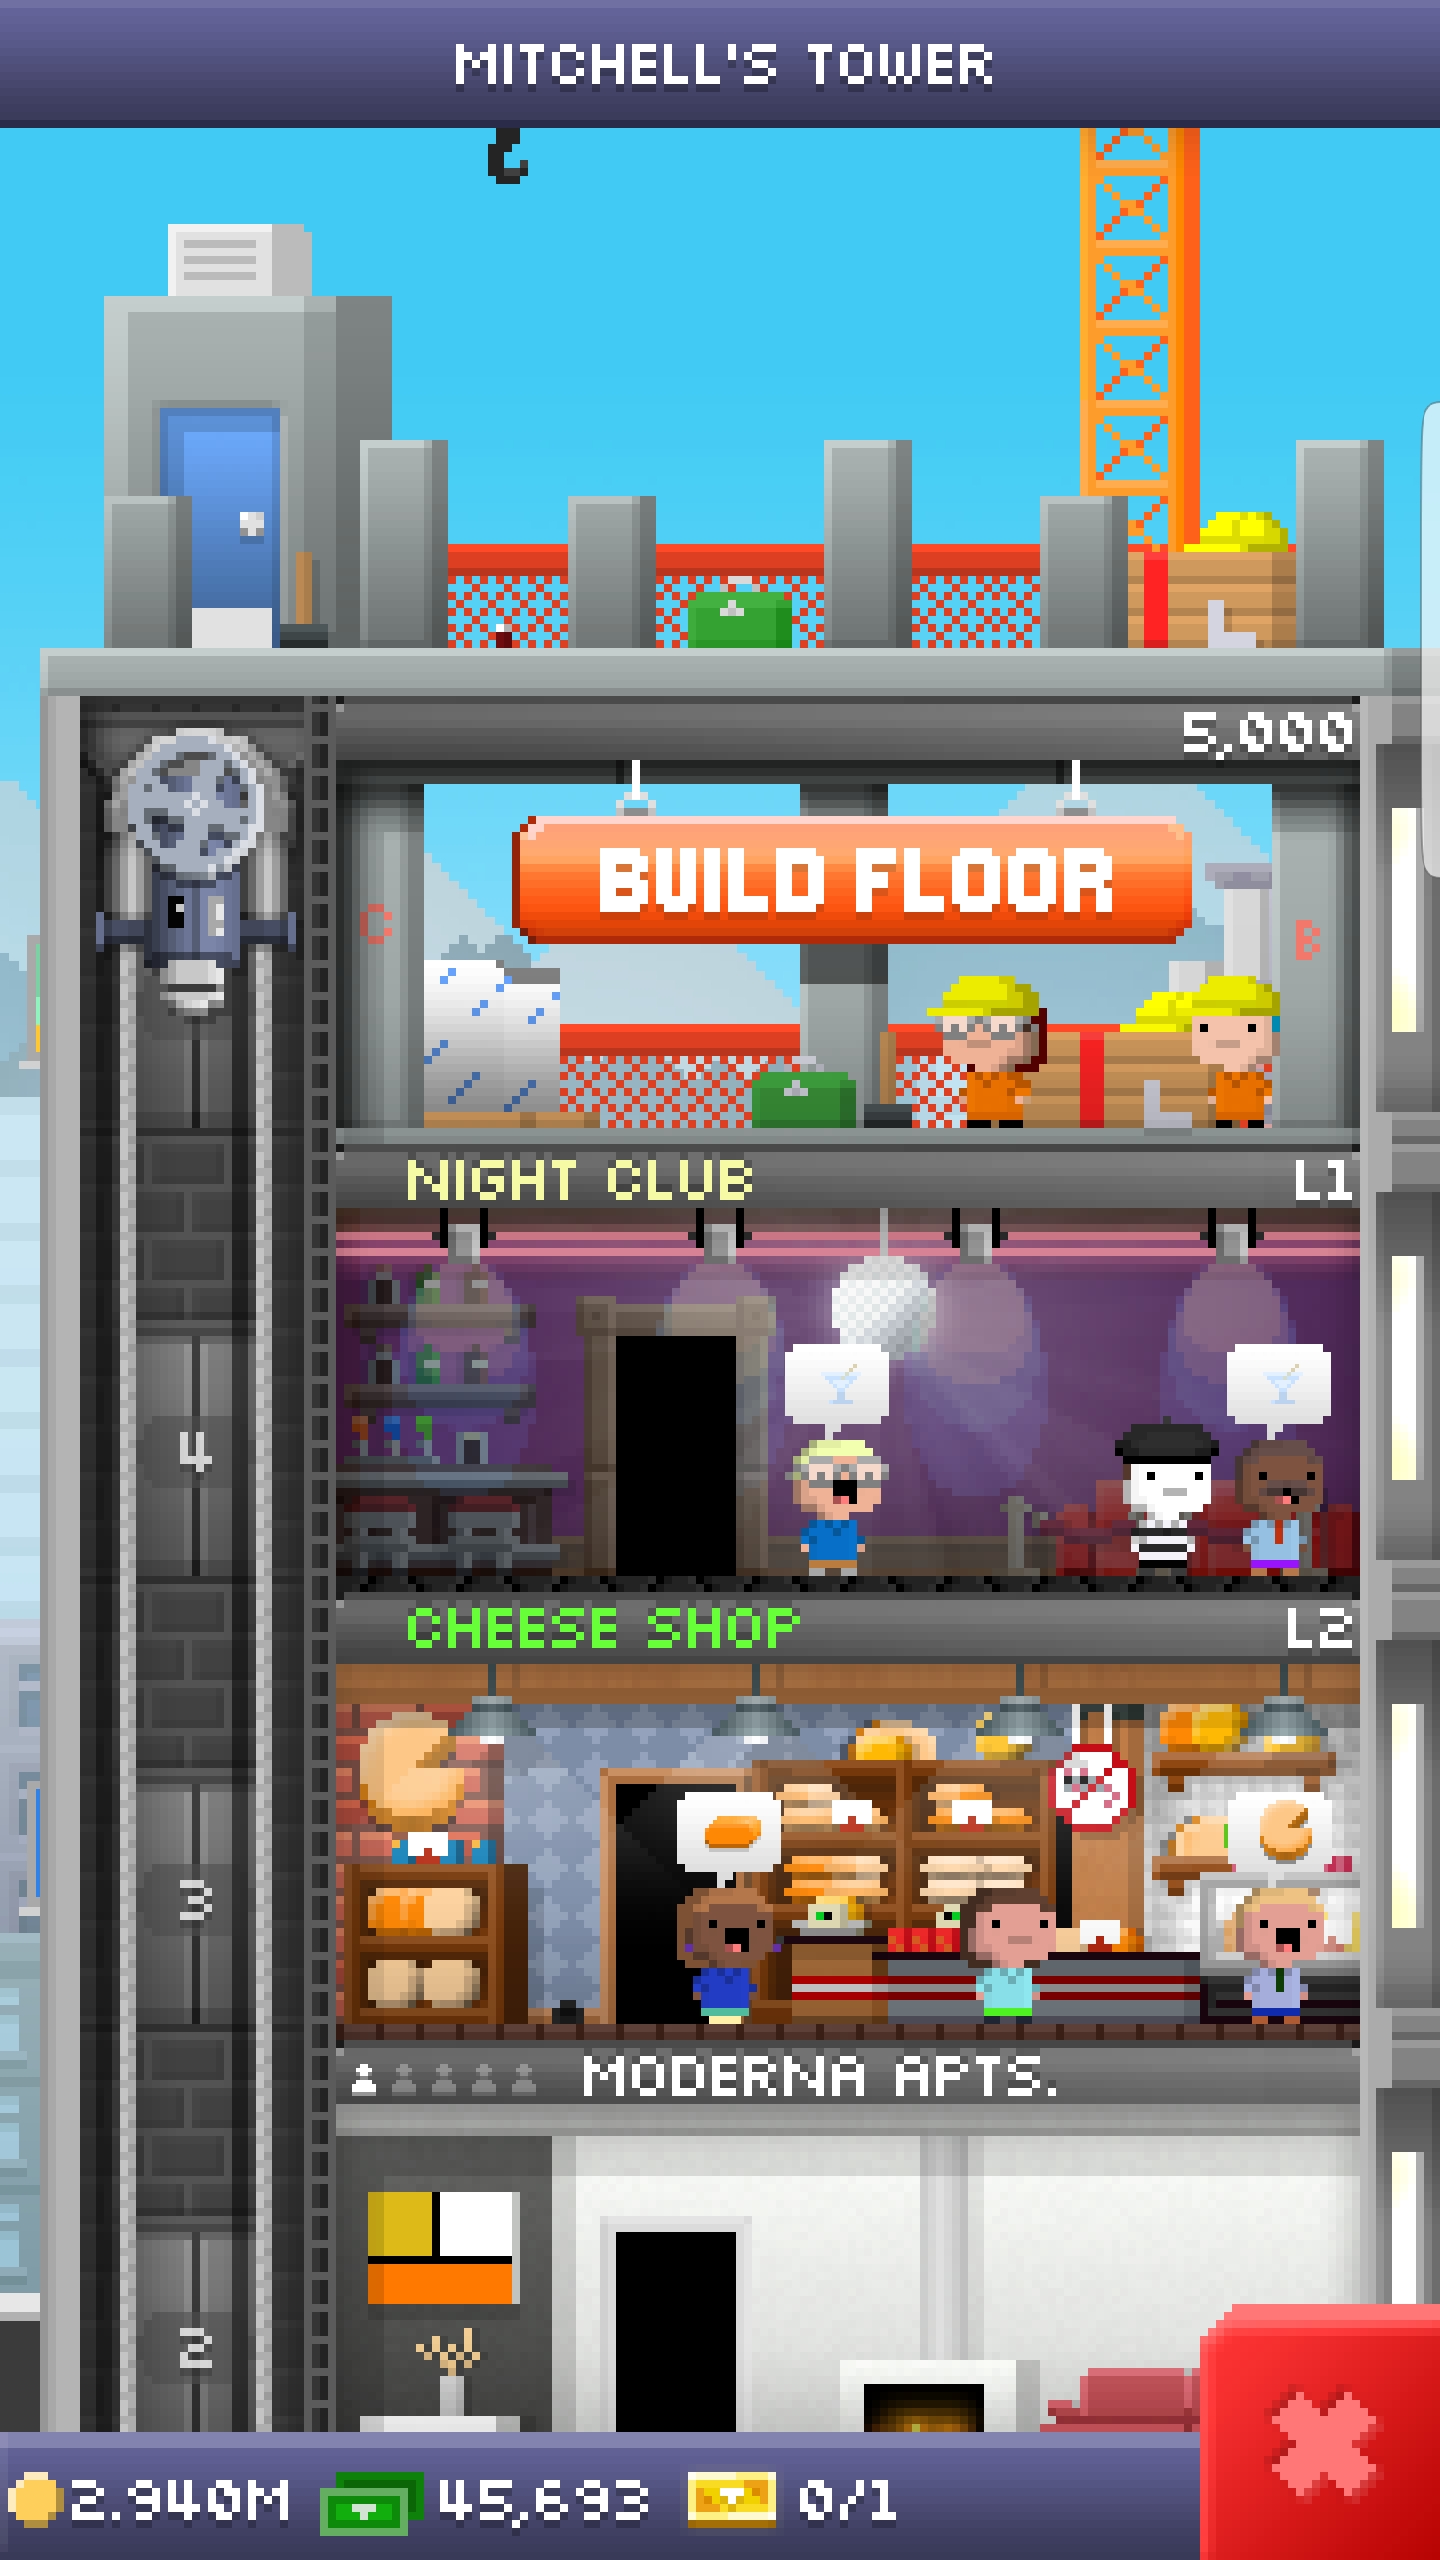 MITCHELL'S TOWER
5,000
BUILD FLOOR
C
B
NIGHT CLUB L1
4
CHEESE SHOP L2
3
MODERNA APTS.
2
2.940M 45,693 0/1